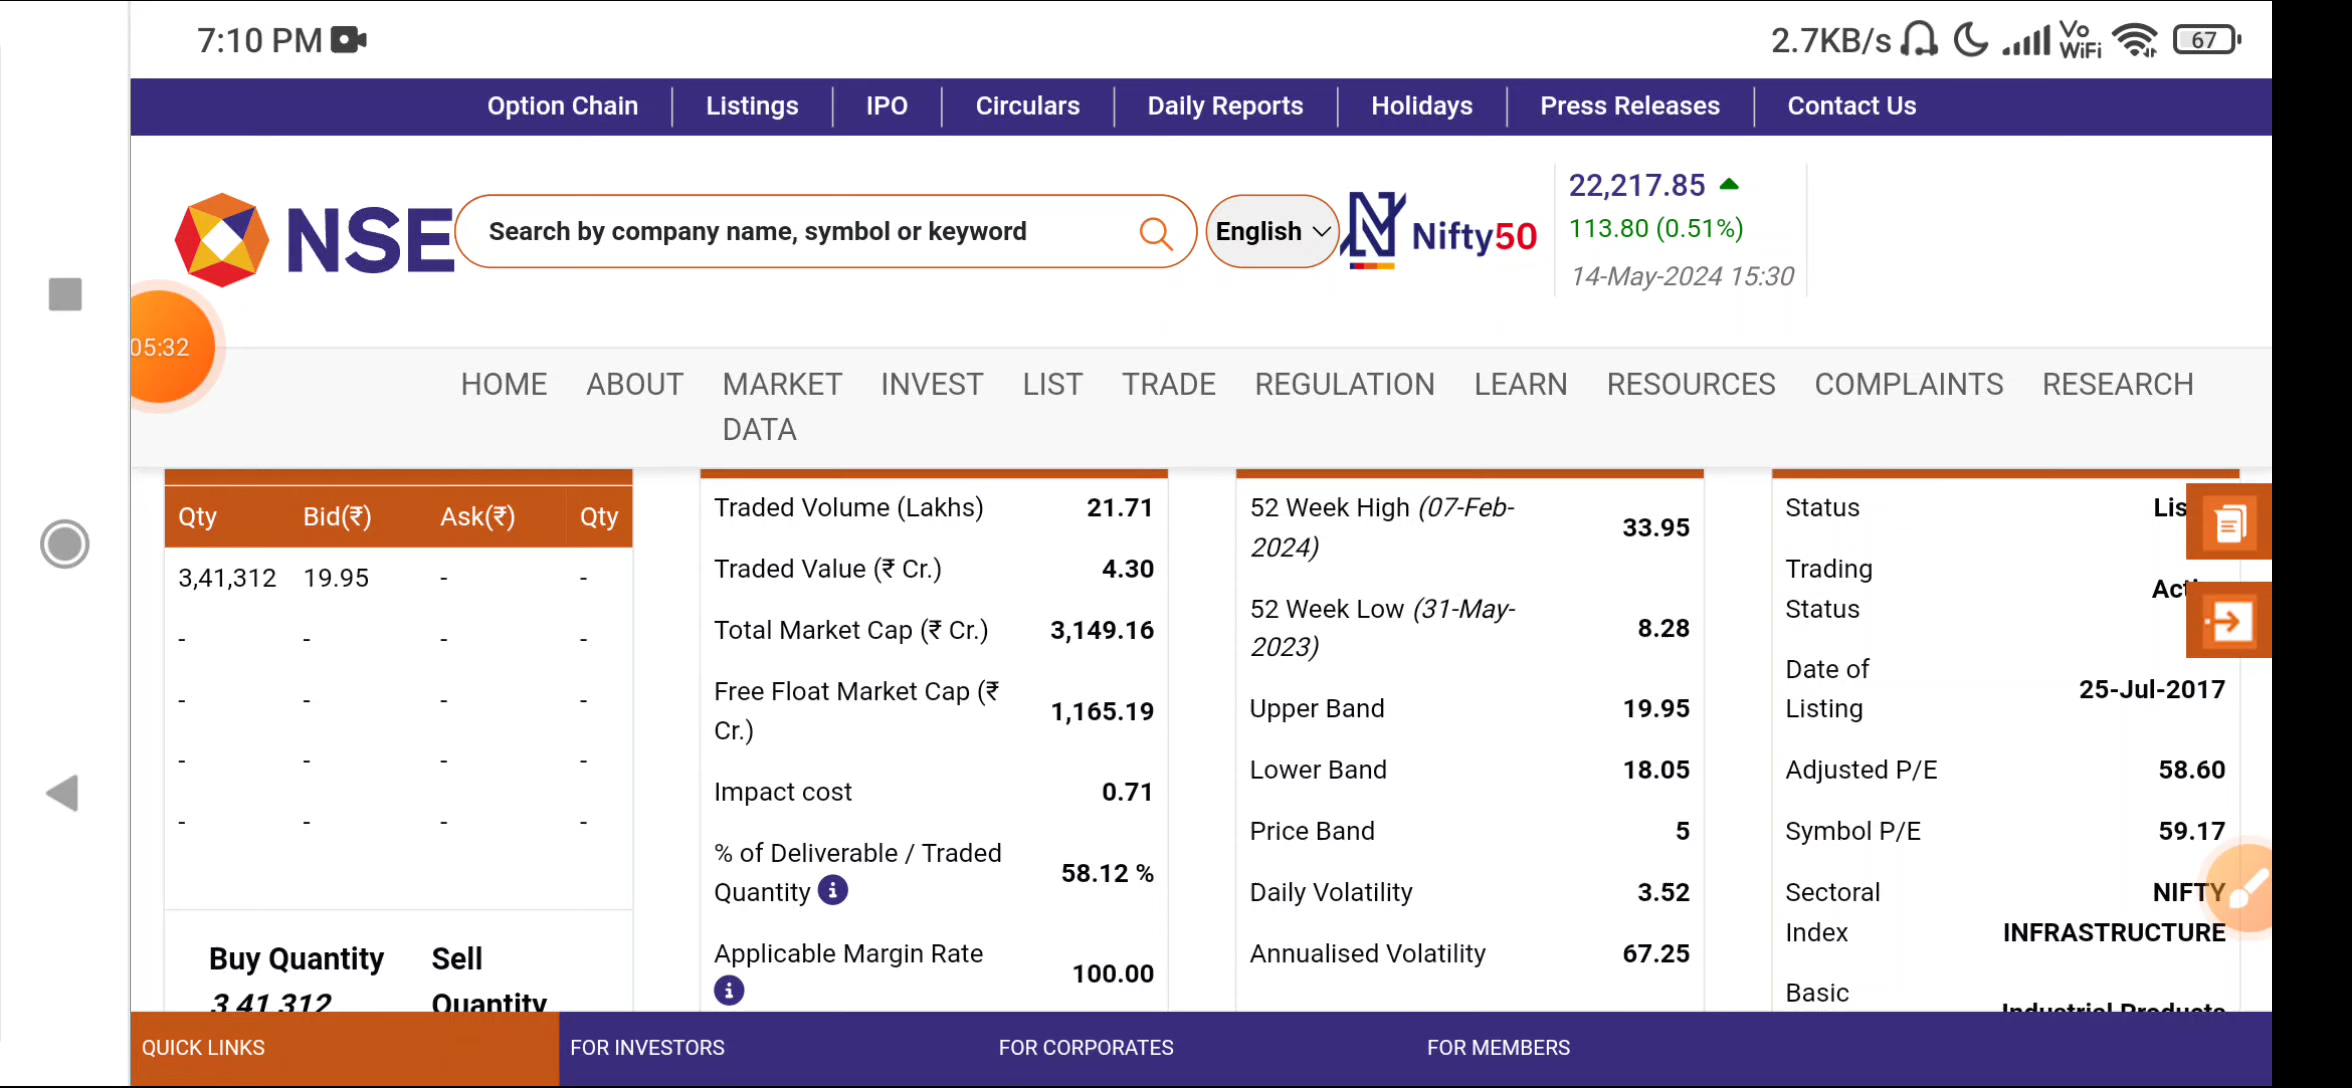 7:10 PM
2.7KB/s Vo WiFi 67
Option Chain Listings IPO Circulars Daily Reports Holidays Press Releases Contact Us
NSE
Search by company name, symbol or keyword
English
Nifty50
22,217.85
113.80 (0.51%)
14-May-2024 15:30
05:32
HOME ABOUT MARKET DATA INVEST LIST TRADE REGULATION LEARN RESOURCES COMPLAINTS RESEARCH
Qty Bid(₹) Ask(₹) Qty
3,41,312 19.95 - -
- - - -
- - - -
- - - -
- - - -
Buy Quantity
3,41,312
Sell
Quantity
Traded Volume (Lakhs) 21.71
Traded Value (₹ Cr.) 4.30
Total Market Cap (₹ Cr.) 3,149.16
Free Float Market Cap (₹
Cr.) 1,165.19
Impact cost 0.71
% of Deliverable / Traded
Quantity i 58.12 %
Applicable Margin Rate
i 100.00
52 Week High (07-Feb-
2024) 33.95
52 Week Low (31-May-
2023) 8.28
Upper Band 19.95
Lower Band 18.05
Price Band 5
Daily Volatility 3.52
Annualised Volatility 67.25
Status
Trading
Status
Date of
Listing 25-Jul-2017
Adjusted P/E 58.60
Symbol P/E 59.17
Sectoral NIFTY
Index INFRASTRUCTURE
Basic
Industrial Products
QUICK LINKS FOR INVESTORS FOR CORPORATES FOR MEMBERS